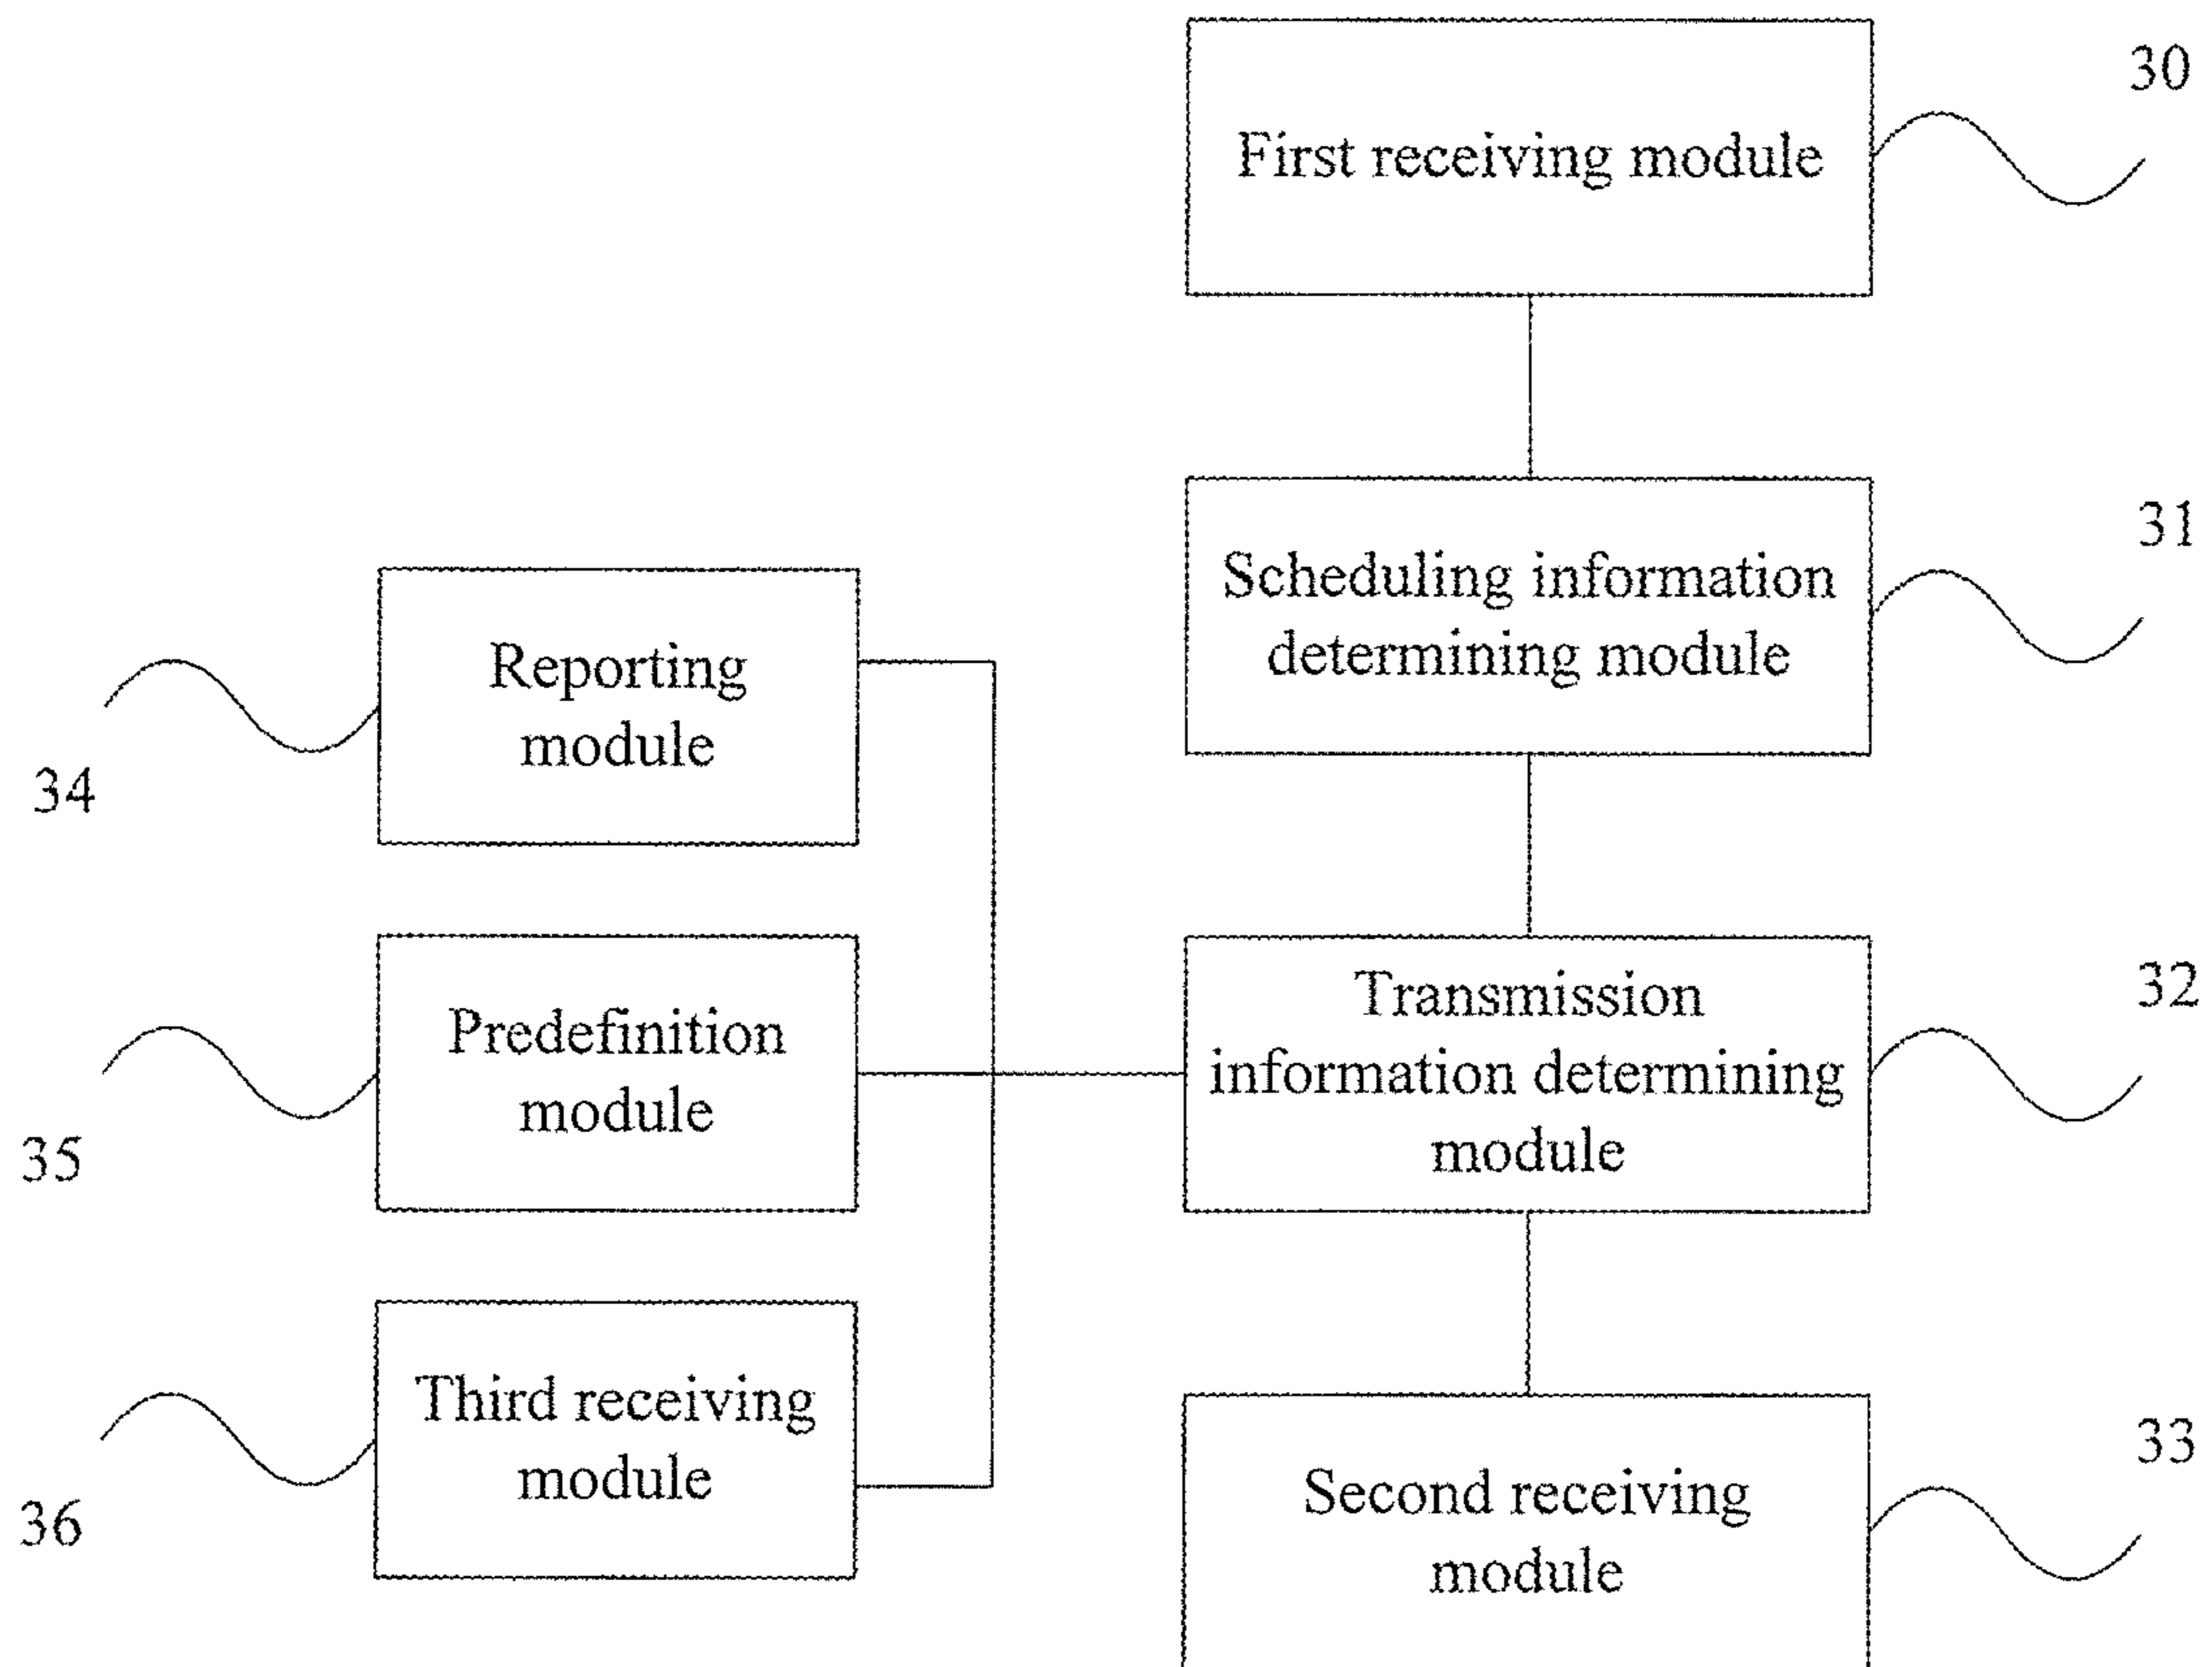 First receiving module
30
Scheduling information
determining module
31
Reporting
module
34
Transmission
information determining
module
32
Predefinition
module
35
Third receiving
module
36
Second receiving
module
33